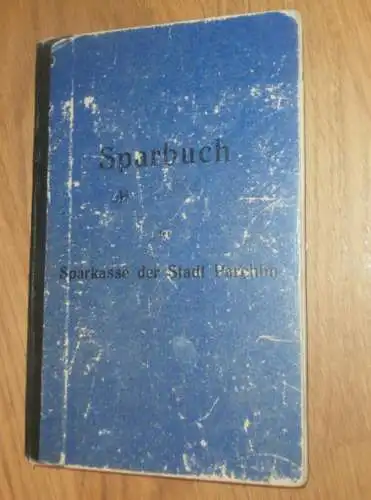 Sparbuch
Sparkasse der Stadt Parchim